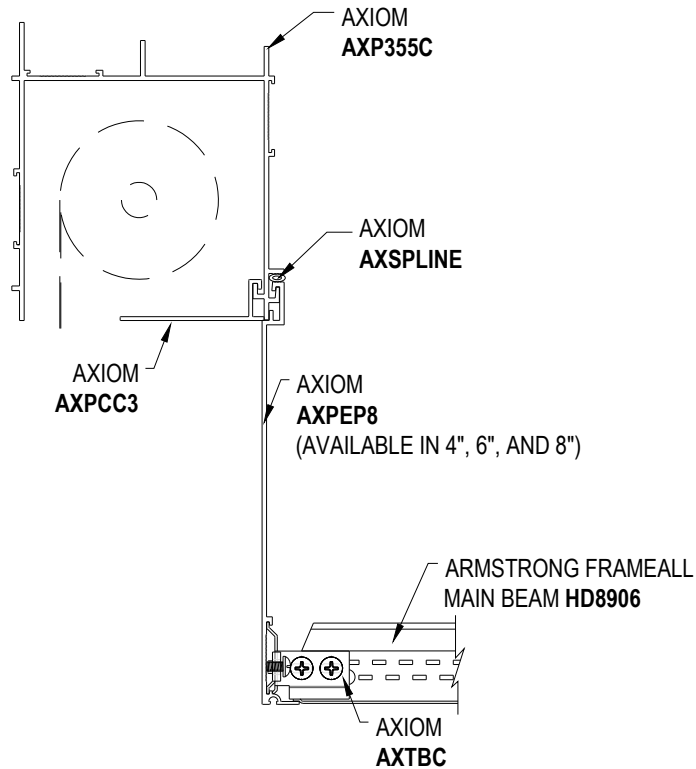 AXIOM
AXP355C
AXIOM
AXSPLINE
AXIOM
AXPCC3
AXIOM
AXPEP8
(AVAILABLE IN 4", 6", AND 8")
ARMSTRONG FRAMEALL
MAIN BEAM HD8906
AXIOM
AXTBC